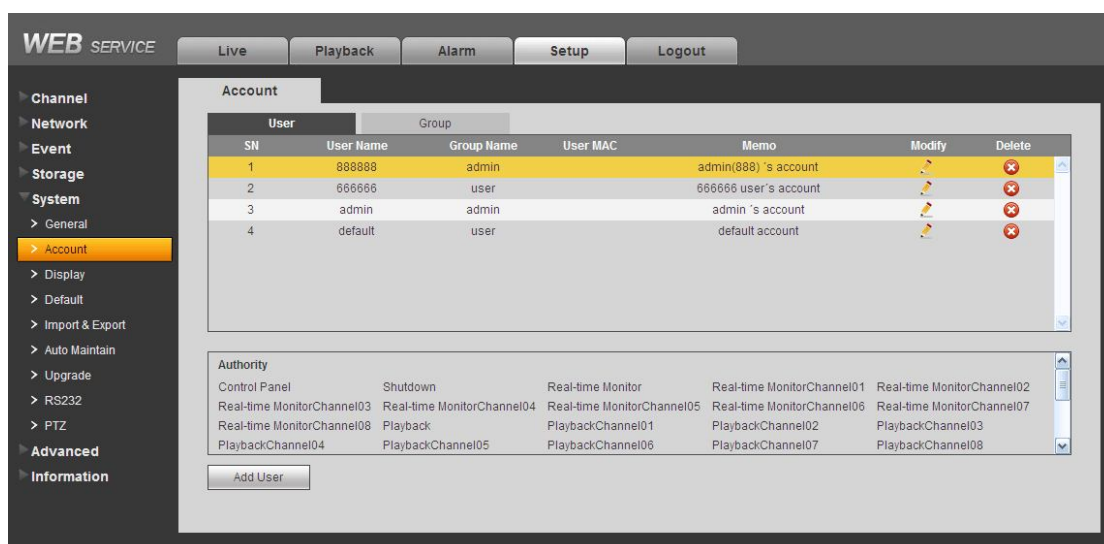 WEB SERVICE
Live Playback Alarm Setup Logout
Channel
Network
Event
Storage
System
> General
> Account
> Display
> Default
> Import & Export
> Auto Maintain
> Upgrade
> RS232
> PTZ
Advanced
Information
Account
User Group
SN User Name Group Name User MAC Memo Modify Delete
1 888888 admin admin(888) 's account
2 666666 user 666666 user's account
3 admin admin admin 's account
4 default user default account
Authority
Control Panel Shutdown Real-time Monitor Real-time MonitorChannel01 Real-time MonitorChannel02
Real-time MonitorChannel03 Real-time MonitorChannel04 Real-time MonitorChannel05 Real-time MonitorChannel06 Real-time MonitorChannel07
Real-time MonitorChannel08 Playback PlaybackChannel01 PlaybackChannel02 PlaybackChannel03
PlaybackChannel04 PlaybackChannel05 PlaybackChannel06 PlaybackChannel07 PlaybackChannel08
Add User